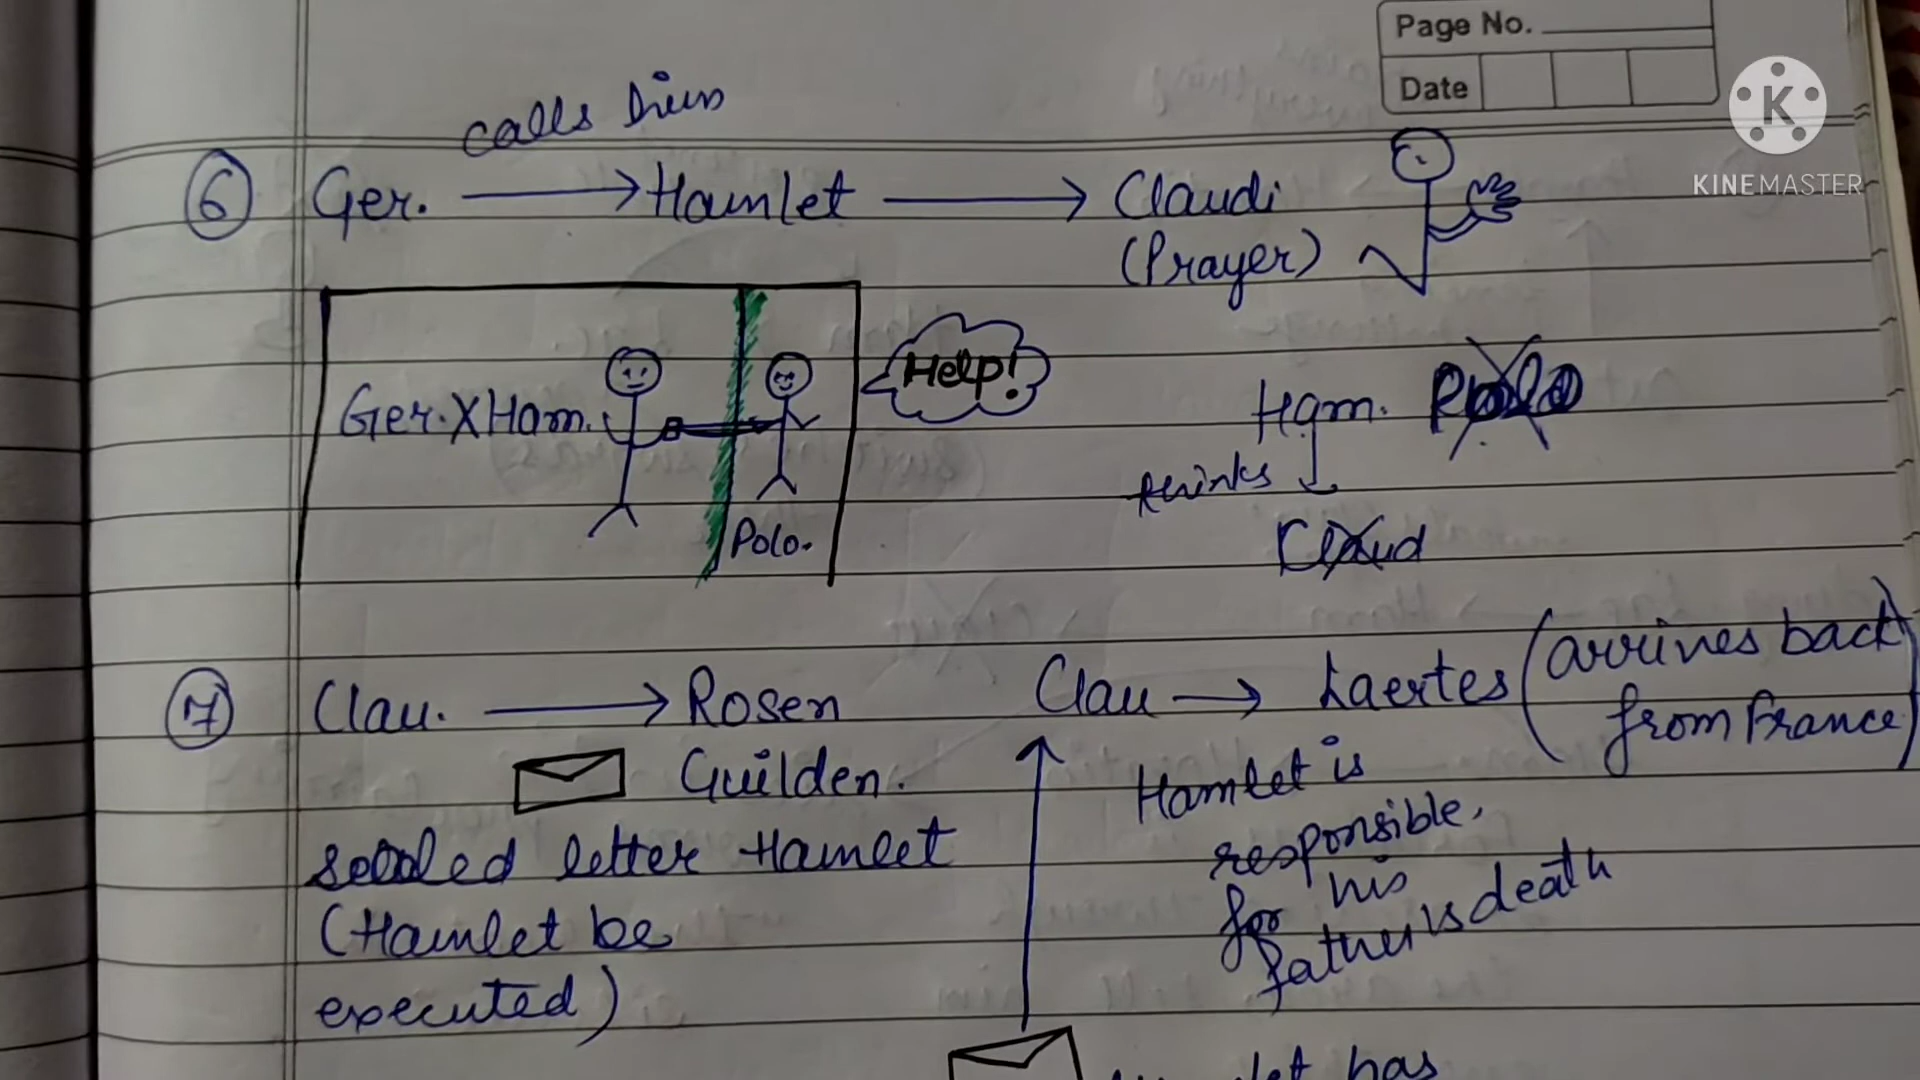 Page No.
Date
KINEMASTER
calls him
6 Ger. → Hamlet → Claudi
(Prayer)
Ger. X Ham.
Help!
Polo.
Ham. Polo
thinks
Claud
7 Clau. → Rosen
Guilden.
sealed letter Hamlet
(Hamlet be
executed)
Clau → Laertes (arrives back
from France)
Hamlet is
responsible.
for his
father's death
has